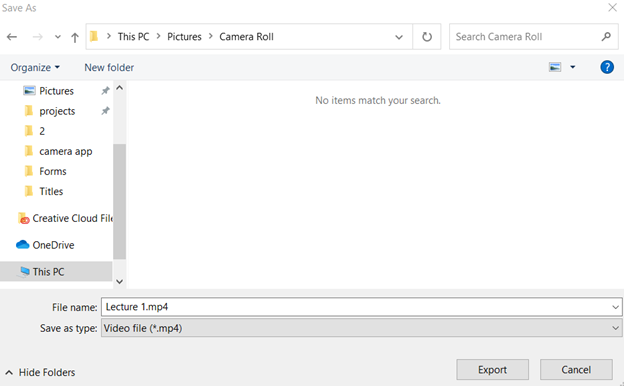 Save As
This PC > Pictures > Camera Roll
Search Camera Roll
Organize
New folder
?
No items match your search.
Pictures
projects
2
camera app
Forms
Titles
Creative Cloud File
OneDrive
This PC
File name: Lecture 1.mp4
Save as type: Video file (*.mp4)
Hide Folders
Export
Cancel